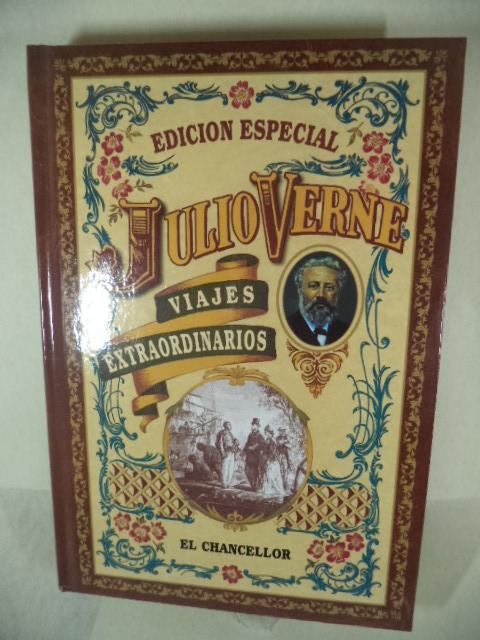 EDICION ESPECIAL
JULIO VERNE
VIAJES
EXTRAORDINARIOS
EL CHANCELLOR